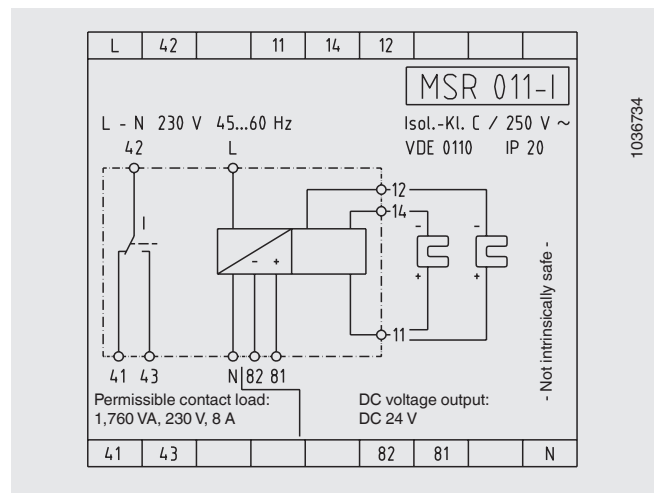 L 42 11 14 12
MSR 011-I
L - N 230 V 45...60 Hz
Isol.-Kl. C / 250 V ~
VDE 0110 IP 20
42 L
12
14
I
- -
- +
+ +
11
41 43 N 82 81
Permissible contact load:
1,760 VA, 230 V, 8 A
DC voltage output:
DC 24 V
- Not intrinsically safe -
41 43 82 81 N
1036734